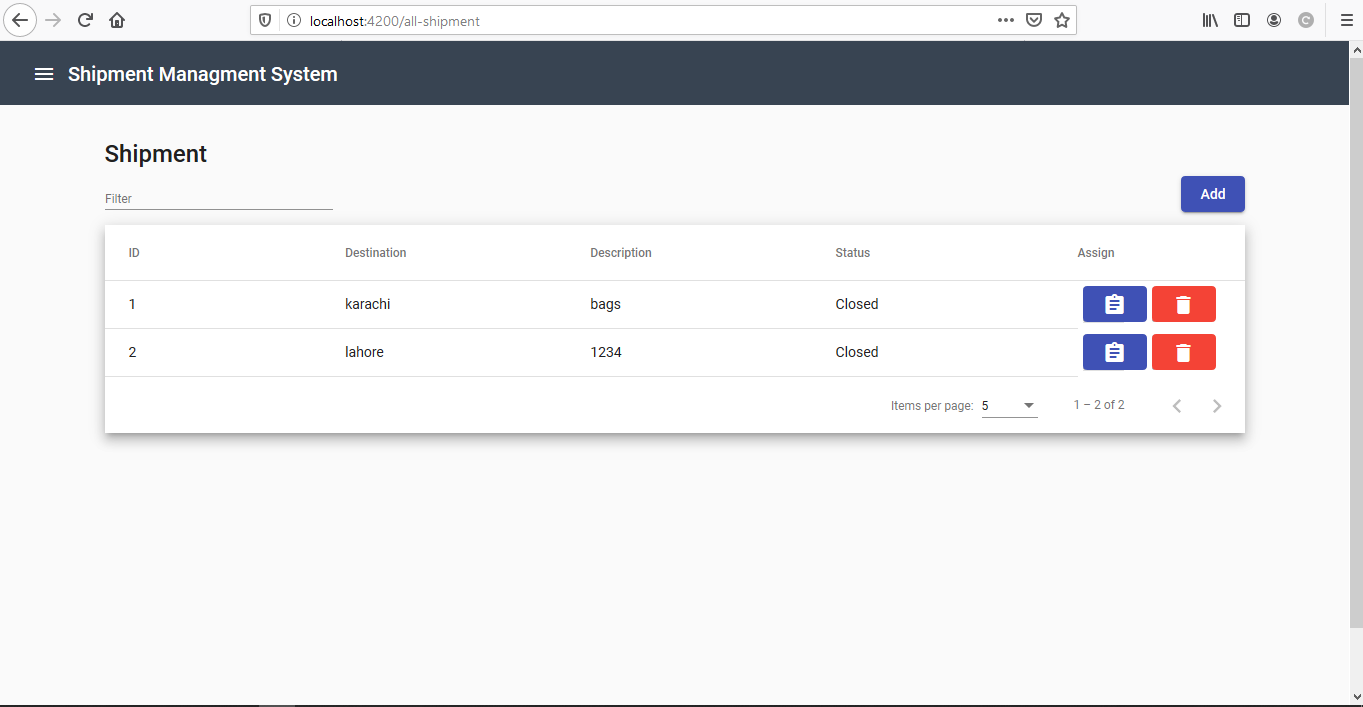 localhost:4200/all-shipment
Shipment Managment System
Shipment
Filter
Add
ID Destination Description Status Assign
1 karachi bags Closed
2 lahore 1234 Closed
Items per page: 5 1 – 2 of 2